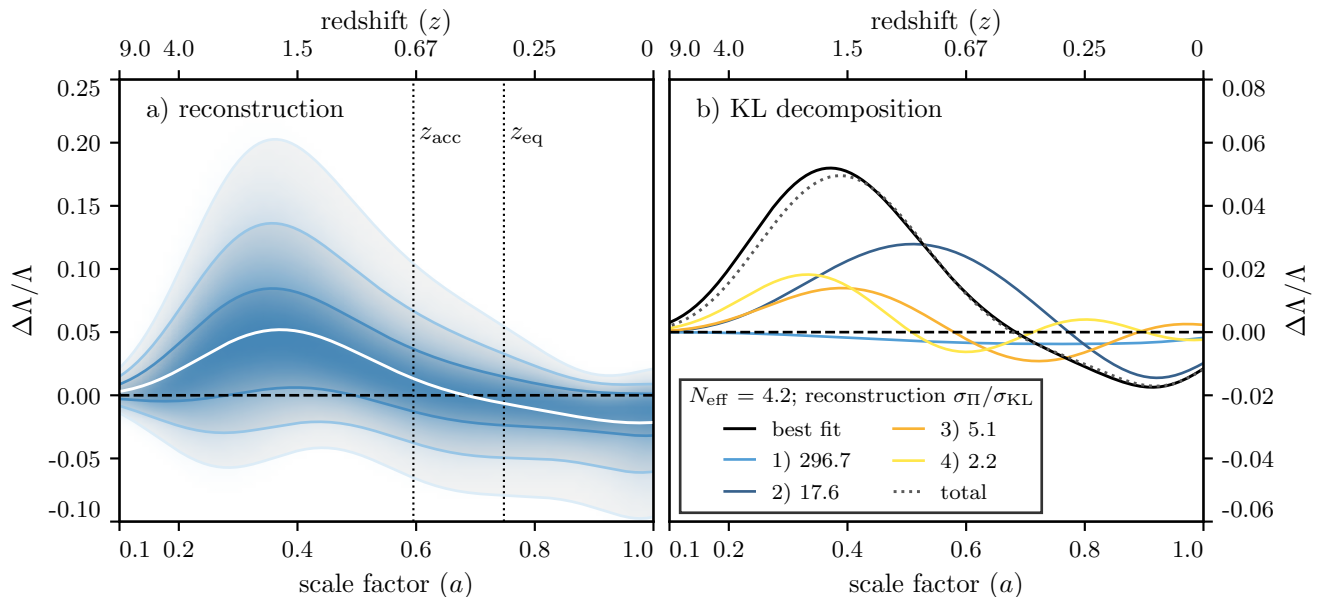 redshift (z)
9.0 4.0 1.5 0.67 0.25 0
a) reconstruction
z_acc
z_eq
0.25
0.20
0.15
0.10
0.05
0.00
-0.05
-0.10
ΔΛ/Λ
0.1 0.2 0.4 0.6 0.8 1.0
scale factor (a)
redshift (z)
9.0 4.0 1.5 0.67 0.25 0
b) KL decomposition
0.08
0.06
0.04
0.02
0.00
-0.02
-0.04
-0.06
ΔΛ/Λ
N_eff = 4.2; reconstruction σ_Π/σ_KL
best fit
1) 296.7
2) 17.6
3) 5.1
4) 2.2
total
0.1 0.2 0.4 0.6 0.8 1.0
scale factor (a)